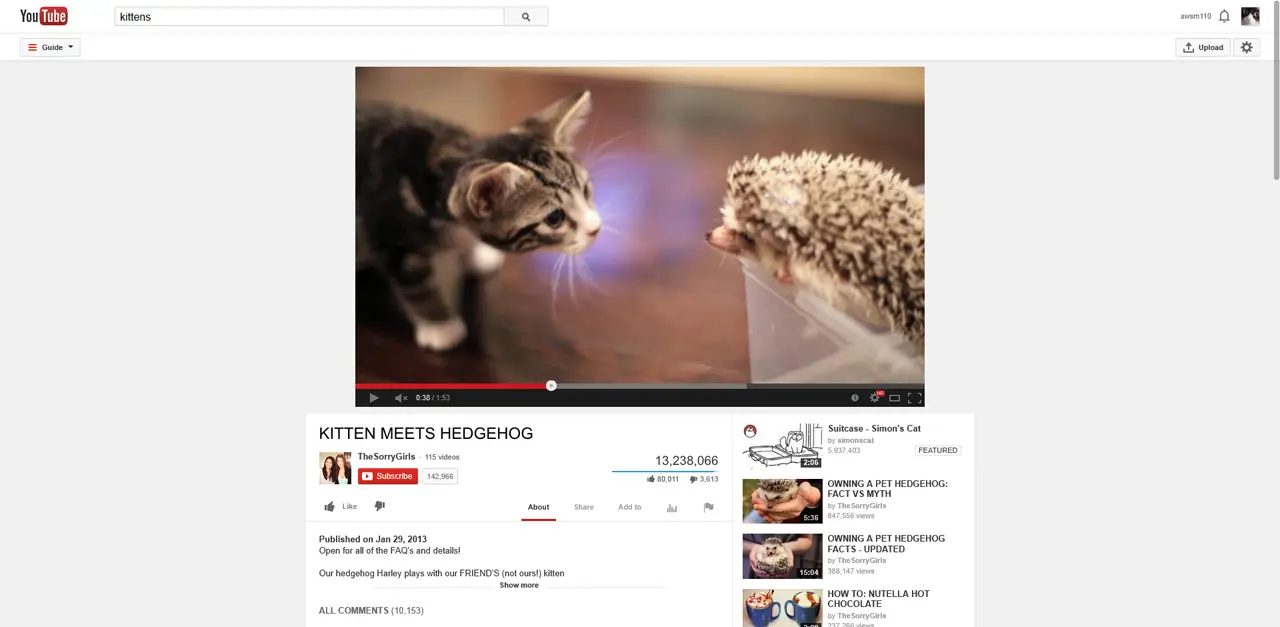 YouTube
kittens
awsm110
Guide
Upload
0:38 / 1:53
HD
KITTEN MEETS HEDGEHOG
TheSorryGirls · 115 videos
Subscribe 142,966
13,238,066
80,011 3,613
Like
About Share Add to
Published on Jan 29, 2013
Open for all of the FAQ's and details!
Our hedgehog Harley plays with our FRIEND'S (not ours!) kitten
Show more
ALL COMMENTS (10,153)
Suitcase - Simon's Cat
by simonscat
5,937,403
FEATURED
2:06
OWNING A PET HEDGEHOG:
FACT VS MYTH
by TheSorryGirls
847,556 views
5:36
OWNING A PET HEDGEHOG
FACTS - UPDATED
by TheSorryGirls
388,147 views
15:04
HOW TO: NUTELLA HOT
CHOCOLATE
by TheSorryGirls
237,266 views